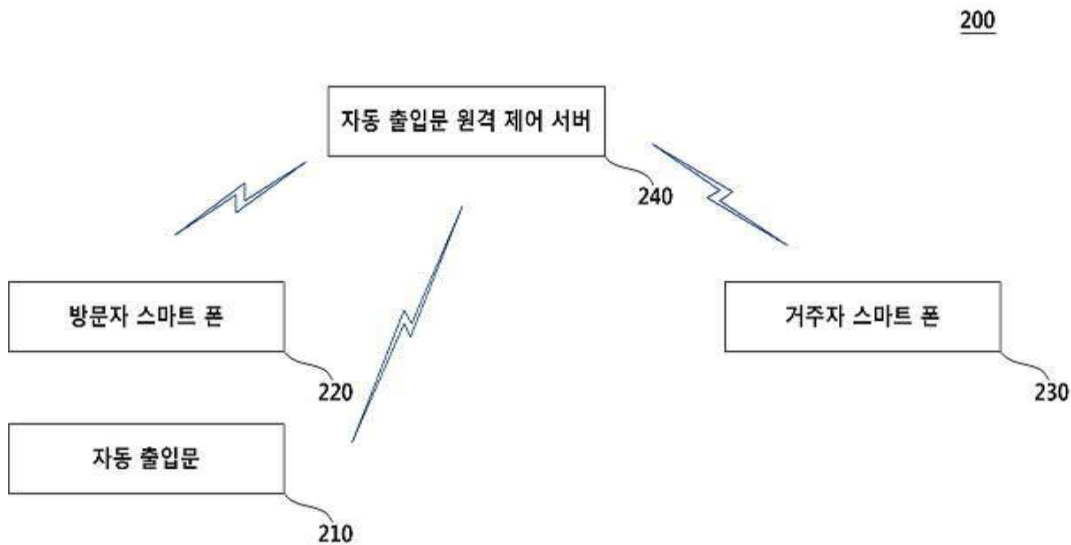 200
자동 출입문 원격 제어 서버
240
방문자 스마트 폰
220
거주자 스마트 폰
230
자동 출입문
210